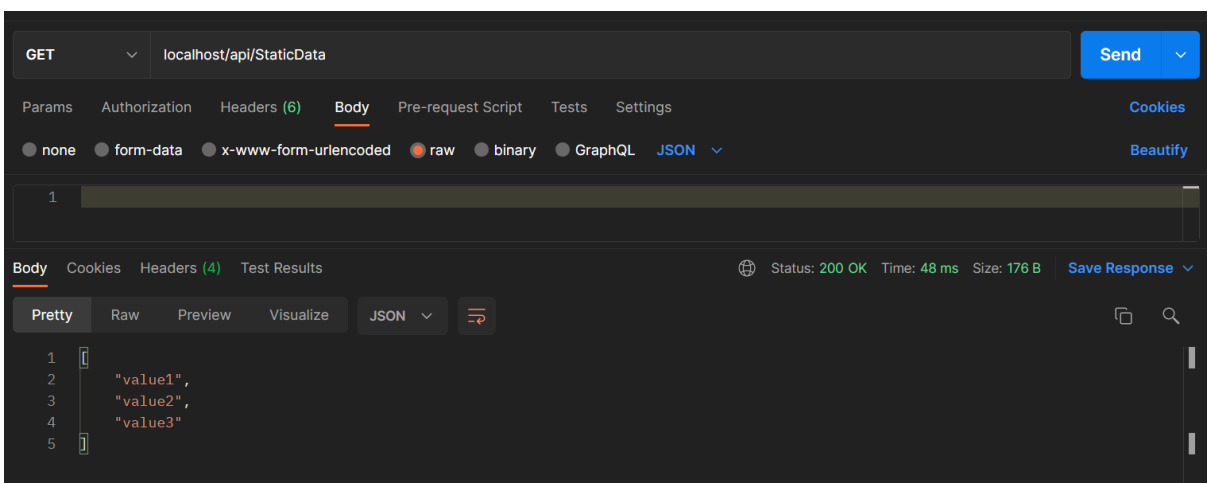 GET localhost/api/StaticData Send
Params Authorization Headers (6) Body Pre-request Script Tests Settings Cookies
none form-data x-www-form-urlencoded raw binary GraphQL JSON Beautify
1
Body Cookies Headers (4) Test Results Status: 200 OK Time: 48 ms Size: 176 B Save Response
Pretty Raw Preview Visualize JSON
1 [
2 "value1",
3 "value2",
4 "value3"
5 ]